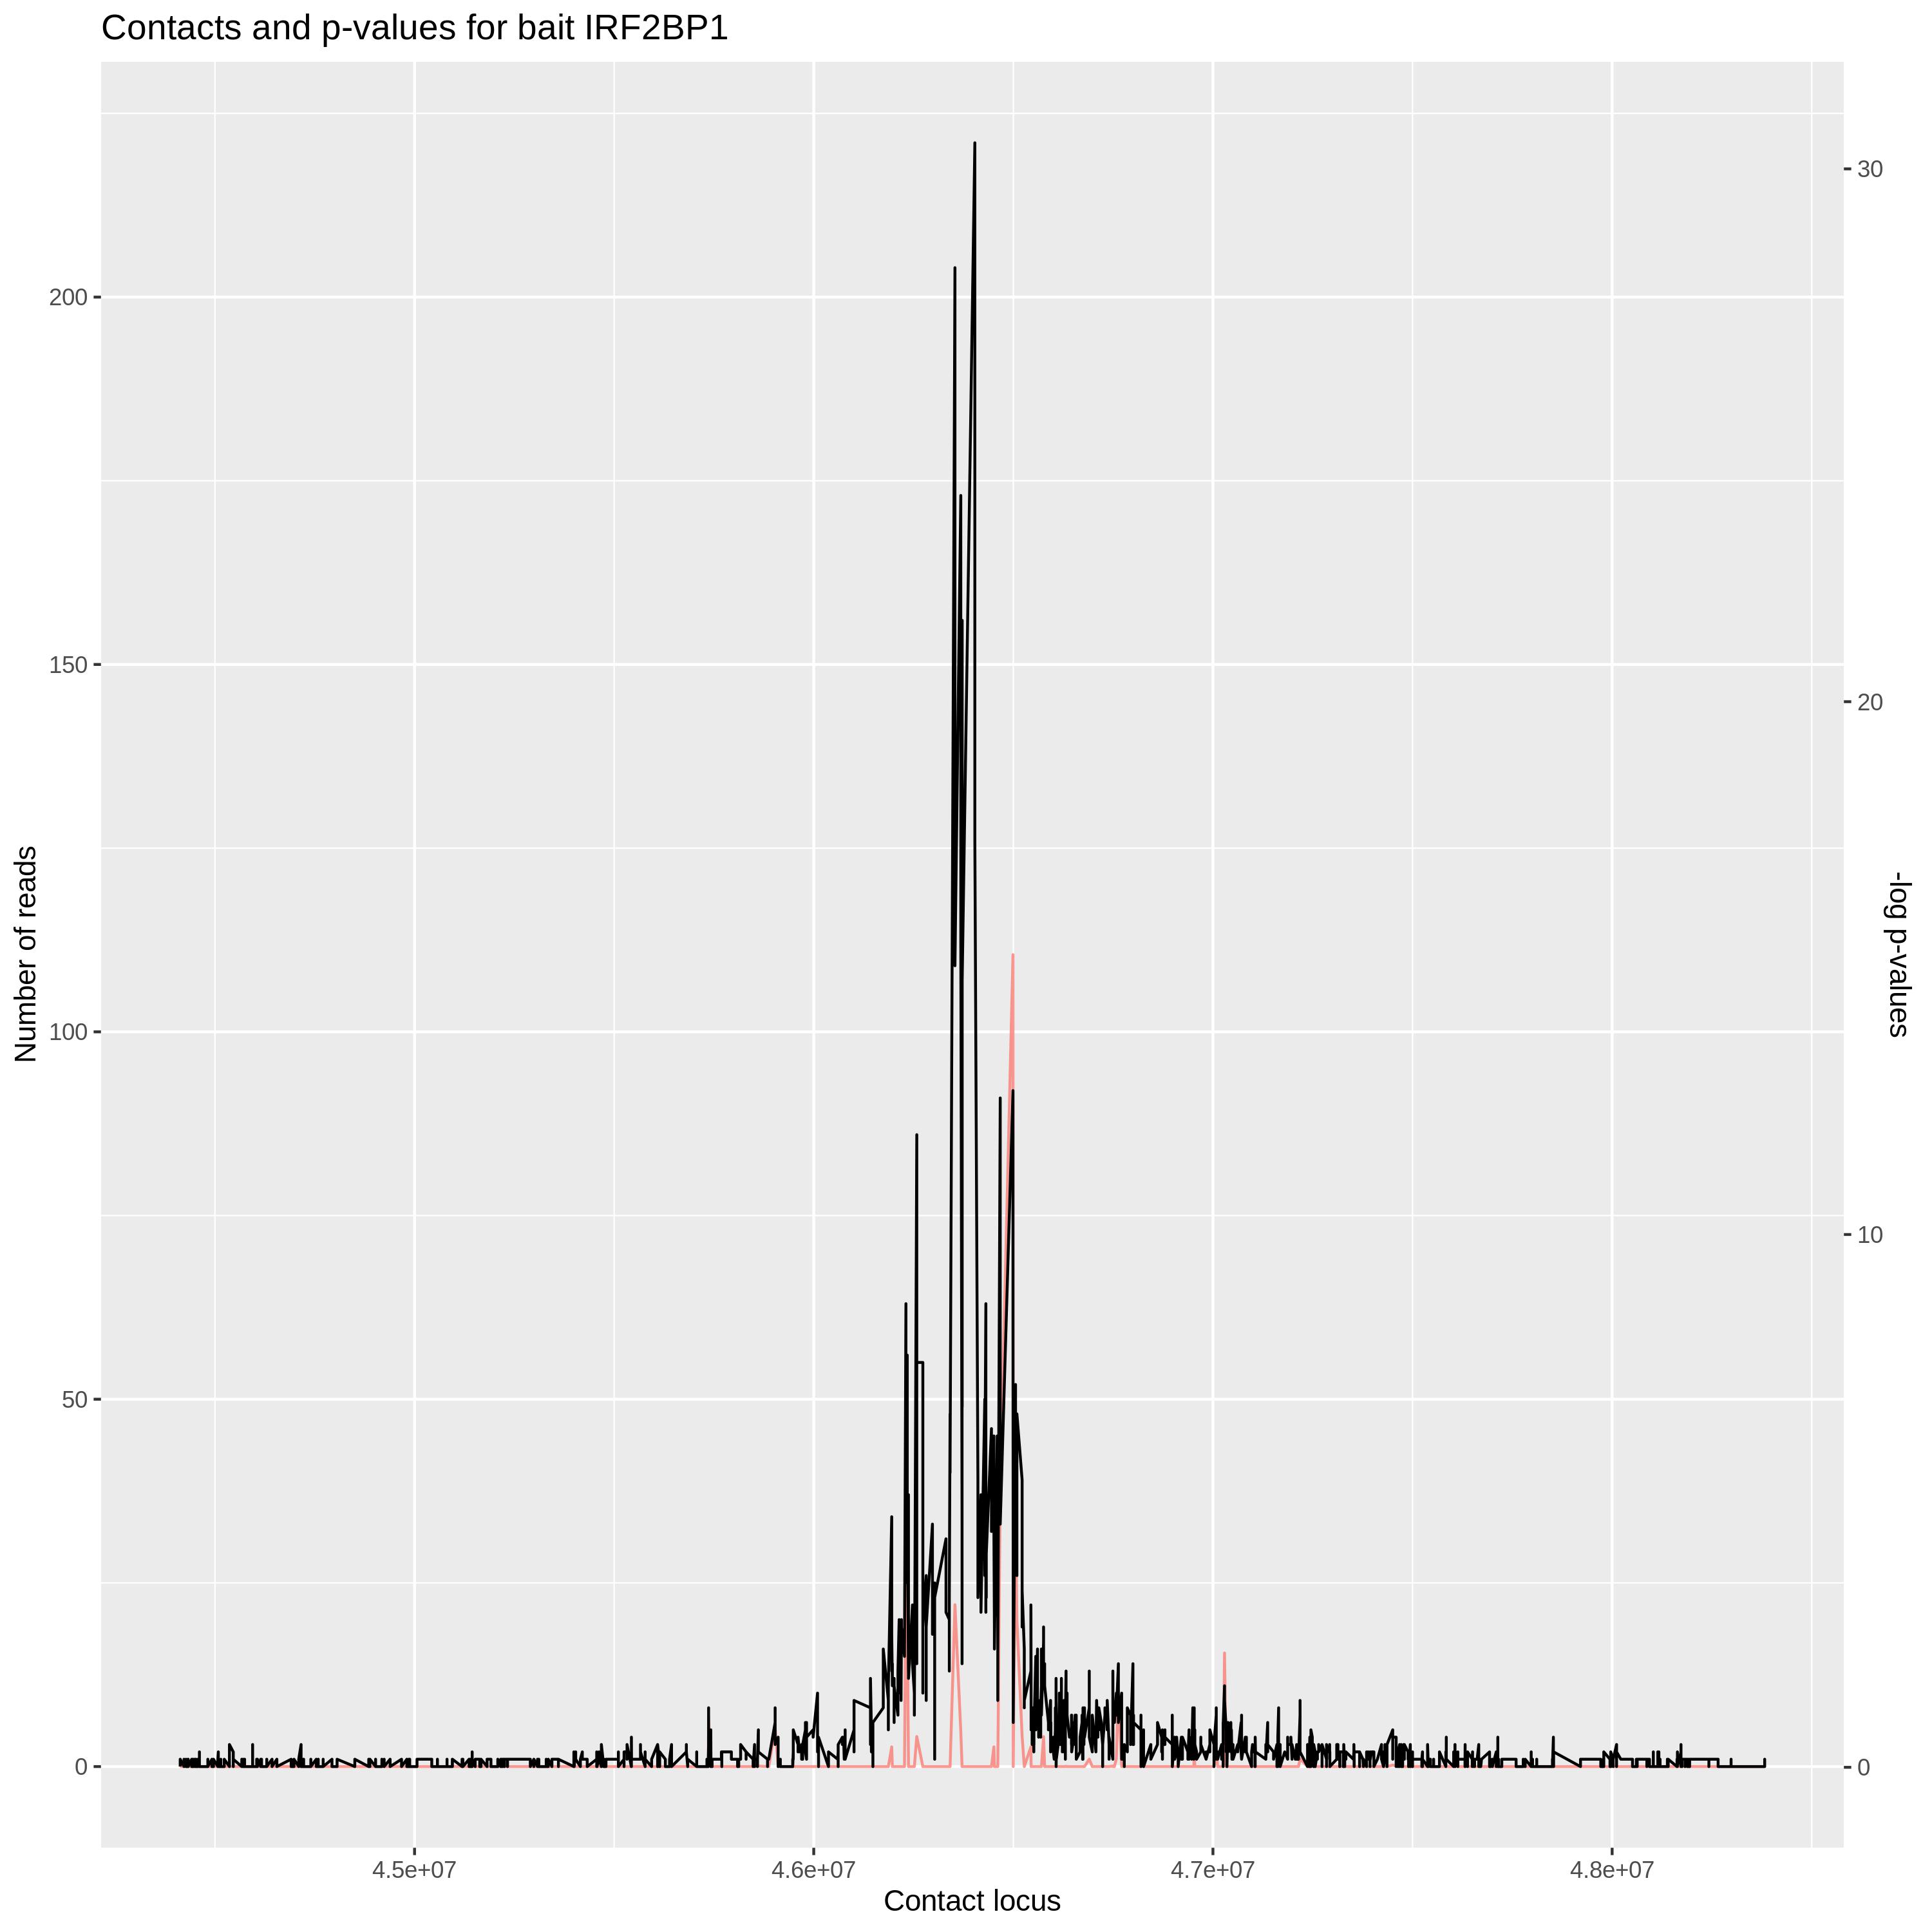 Contacts and p-values for bait IRF2BP1
30
200
20
150
Number of reads
-log p-values
100
10
50
0
0
4.5e+07
4.6e+07
4.7e+07
4.8e+07
Contact locus